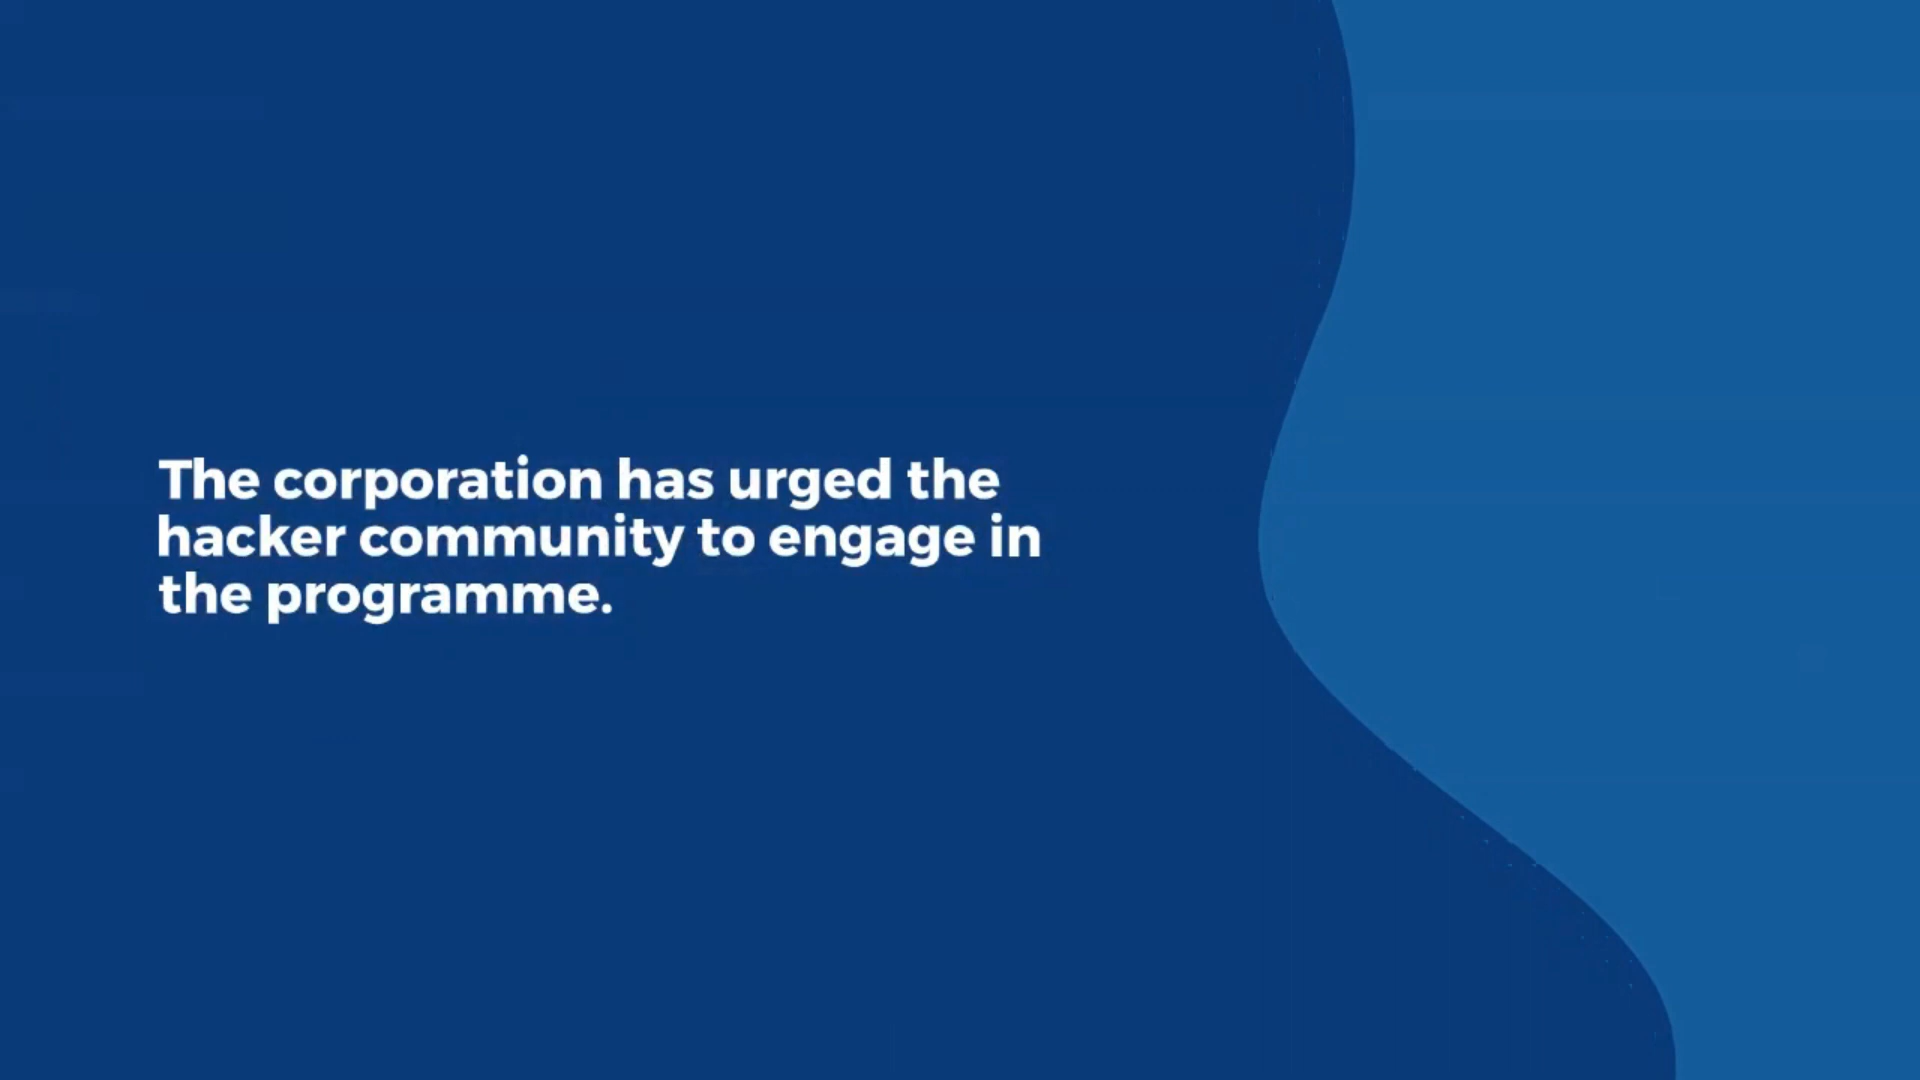 The corporation has urged the
hacker community to engage in
the programme.